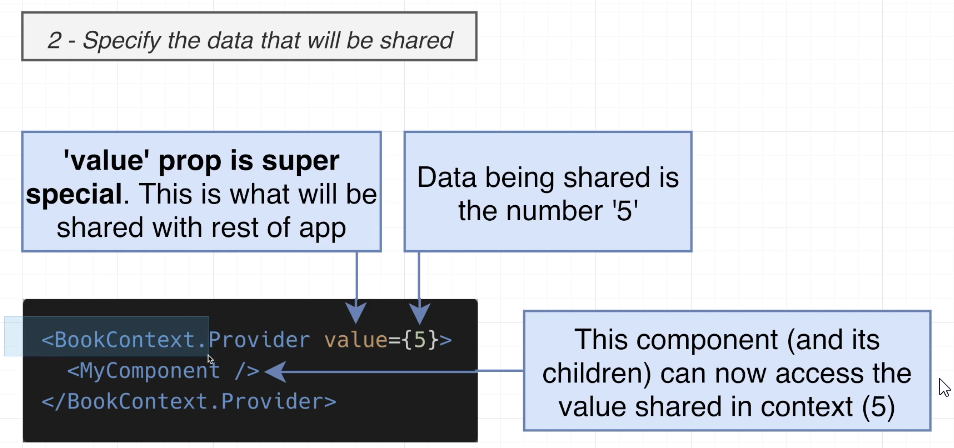 2 - Specify the data that will be shared
'value' prop is super
special. This is what will be
shared with rest of app
Data being shared is
the number '5'
<BookContext.Provider value={5}>
<MyComponent />
</BookContext.Provider>
This component (and its
children) can now access the
value shared in context (5)